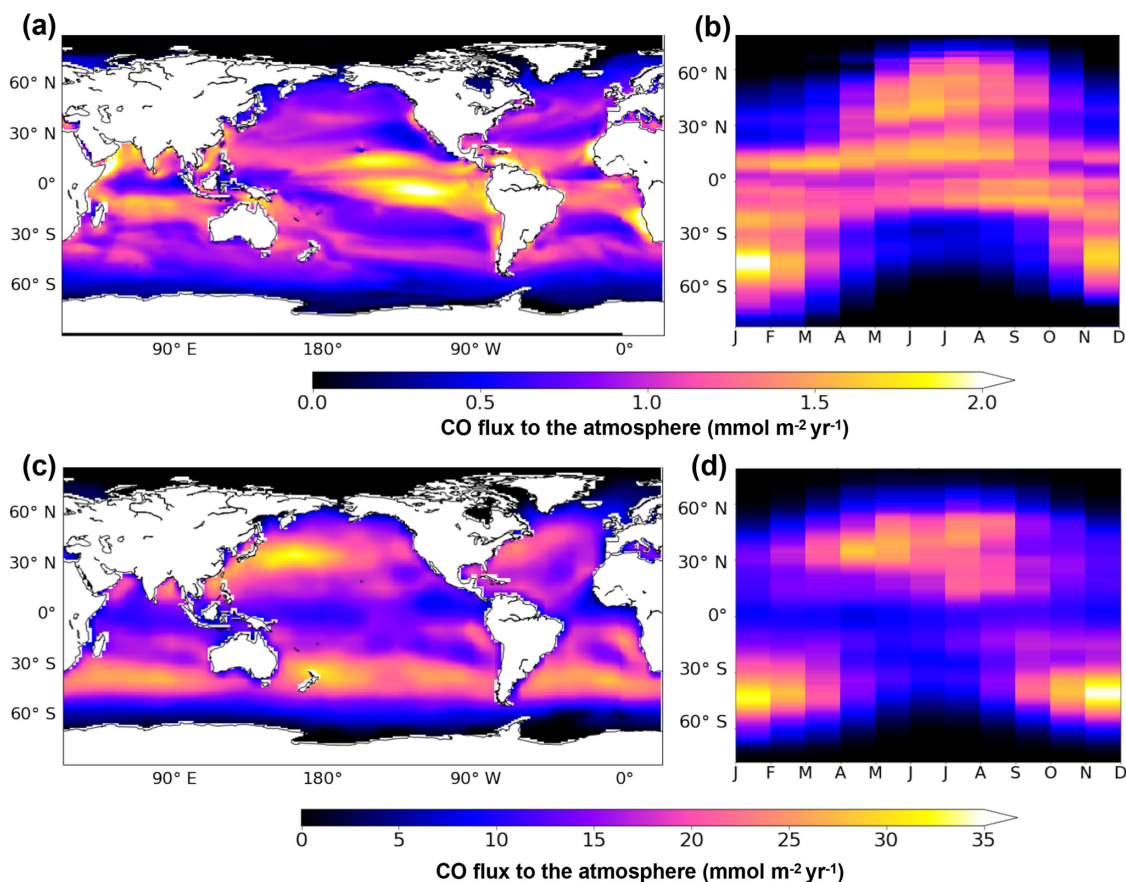 (a)
(b)
60° N
30° N
0°
30° S
60° S
90° E
180°
90° W
0°
60° N
30° N
0°
30° S
60° S
J F M A M J J A S O N D
0.0 0.5 1.0 1.5 2.0
CO flux to the atmosphere (mmol m-2 yr-1)
(c)
(d)
60° N
30° N
0°
30° S
60° S
90° E
180°
90° W
0°
60° N
30° N
0°
30° S
60° S
J F M A M J J A S O N D
0 5 10 15 20 25 30 35
CO flux to the atmosphere (mmol m-2 yr-1)